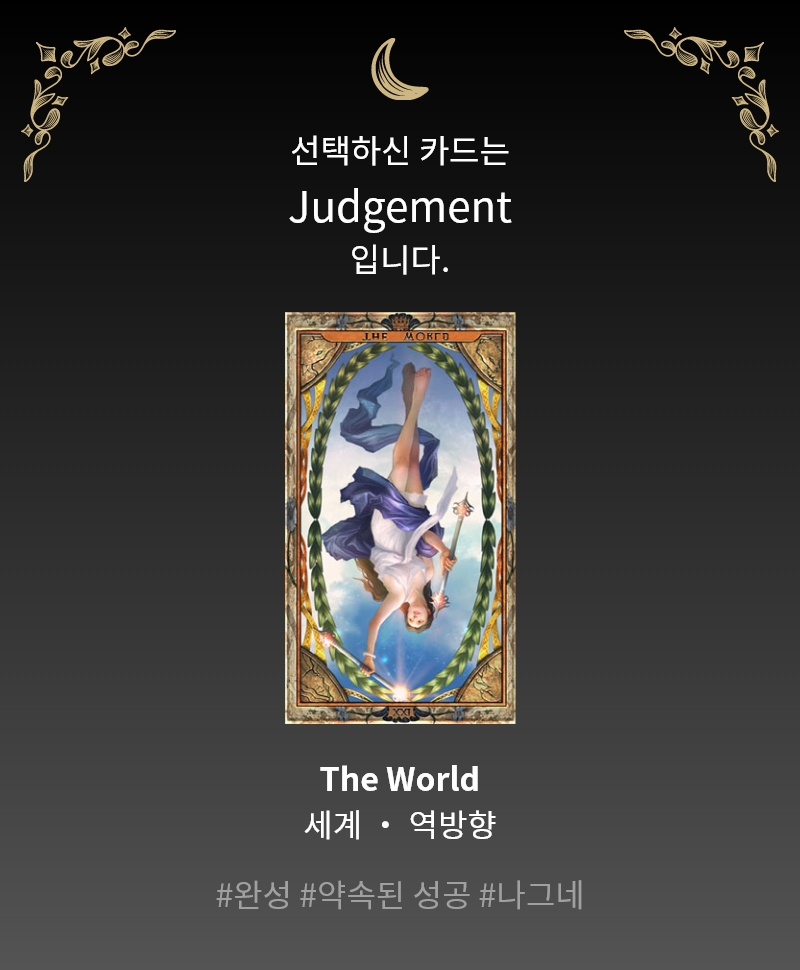 선택하신 카드는
Judgement
입니다.
THE WORLD
XXI
The World
세계 • 역방향
#완성 #약속된 성공 #나그네